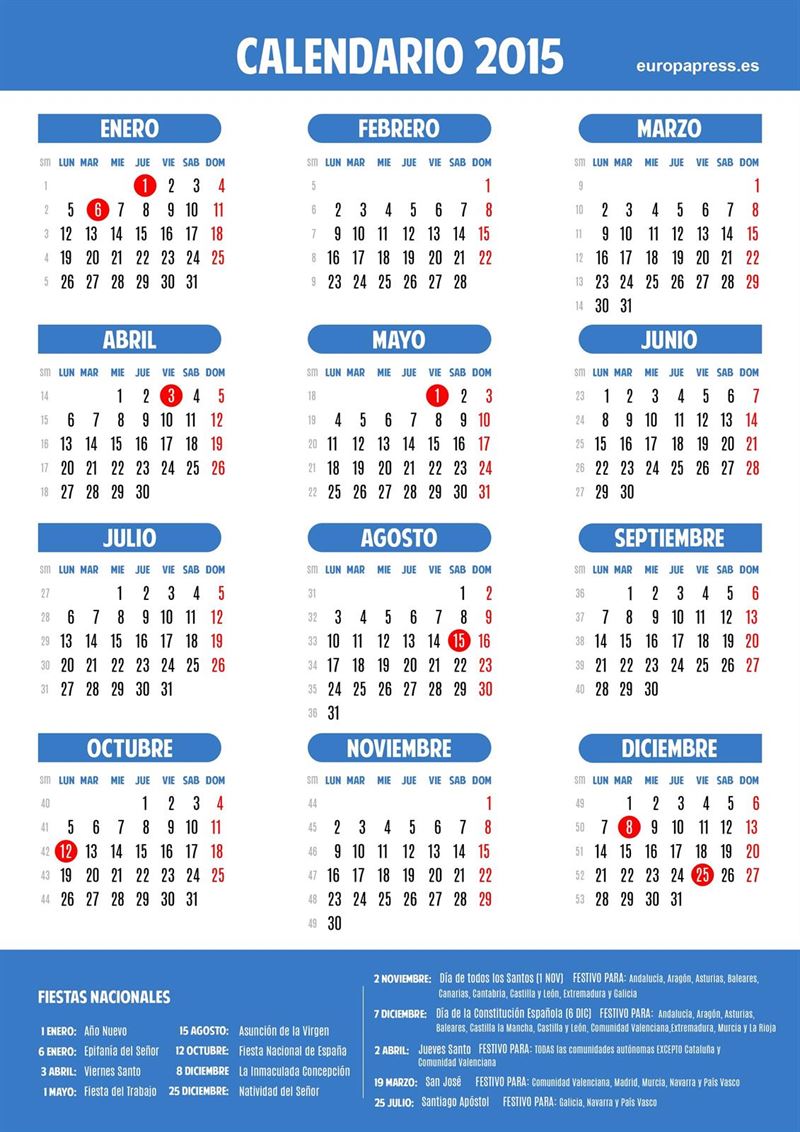 CALENDARIO 2015
europapress.es
ENERO
SM LUN MAR MIE JUE VIE SAB DOM
1 1 2 3 4
2 5 6 7 8 9 10 11
3 12 13 14 15 16 17 18
4 19 20 21 22 23 24 25
5 26 27 28 29 30 31
FEBRERO
SM LUN MAR MIE JUE VIE SAB DOM
5 1
6 2 3 4 5 6 7 8
7 9 10 11 12 13 14 15
8 16 17 18 19 20 21 22
9 23 24 25 26 27 28
MARZO
SM LUN MAR MIE JUE VIE SAB DOM
9 1
10 2 3 4 5 6 7 8
11 9 10 11 12 13 14 15
12 16 17 18 19 20 21 22
13 23 24 25 26 27 28 29
14 30 31
ABRIL
SM LUN MAR MIE JUE VIE SAB DOM
14 1 2 3 4 5
15 6 7 8 9 10 11 12
16 13 14 15 16 17 18 19
17 20 21 22 23 24 25 26
18 27 28 29 30
MAYO
SM LUN MAR MIE JUE VIE SAB DOM
18 1 2 3
19 4 5 6 7 8 9 10
20 11 12 13 14 15 16 17
21 18 19 20 21 22 23 24
22 25 26 27 28 29 30 31
JUNIO
SM LUN MAR MIE JUE VIE SAB DOM
23 1 2 3 4 5 6 7
24 8 9 10 11 12 13 14
25 15 16 17 18 19 20 21
26 22 23 24 25 26 27 28
27 29 30
JULIO
SM LUN MAR MIE JUE VIE SAB DOM
27 1 2 3 4 5
28 6 7 8 9 10 11 12
29 13 14 15 16 17 18 19
30 20 21 22 23 24 25 26
31 27 28 29 30 31
AGOSTO
SM LUN MAR MIE JUE VIE SAB DOM
31 1 2
32 3 4 5 6 7 8 9
33 10 11 12 13 14 15 16
34 17 18 19 20 21 22 23
35 24 25 26 27 28 29 30
36 31
SEPTIEMBRE
SM LUN MAR MIE JUE VIE SAB DOM
36 1 2 3 4 5 6
37 7 8 9 10 11 12 13
38 14 15 16 17 18 19 20
39 21 22 23 24 25 26 27
40 28 29 30
OCTUBRE
SM LUN MAR MIE JUE VIE SAB DOM
40 1 2 3 4
41 5 6 7 8 9 10 11
42 12 13 14 15 16 17 18
43 19 20 21 22 23 24 25
44 26 27 28 29 30 31
NOVIEMBRE
SM LUN MAR MIE JUE VIE SAB DOM
44 1
45 2 3 4 5 6 7 8
46 9 10 11 12 13 14 15
47 16 17 18 19 20 21 22
48 23 24 25 26 27 28 29
49 30
DICIEMBRE
SM LUN MAR MIE JUE VIE SAB DOM
49 1 2 3 4 5 6
50 7 8 9 10 11 12 13
51 14 15 16 17 18 19 20
52 21 22 23 24 25 26 27
53 28 29 30 31
FIESTAS NACIONALES
1 ENERO: Año Nuevo
6 ENERO: Epifanía del Señor
3 ABRIL: Viernes Santo
1 MAYO: Fiesta del Trabajo
15 AGOSTO: Asunción de la Virgen
12 OCTUBRE: Fiesta Nacional de España
8 DICIEMBRE La Inmaculada Concepción
25 DICIEMBRE: Natividad del Señor
2 NOVIEMBRE: Día de todos los Santos (1 NOV) FESTIVO PARA: Andalucía, Aragón, Asturias, Baleares,
Canarias, Cantabria, Castilla y León, Extremadura y Galicia
7 DICIEMBRE: Día de la Constitución Española (6 DIC) FESTIVO PARA: Andalucía, Aragón, Asturias,
Baleares, Castilla la Mancha, Castilla y León, Comunidad Valenciana,Extremadura, Murcia y La Rioja
2 ABRIL: Jueves Santo FESTIVO PARA: TODAS las comunidades autónomas EXCEPTO Cataluña y
Comunidad Valenciana
19 MARZO: San José FESTIVO PARA: Comunidad Valenciana, Madrid, Murcia, Navarra y País Vasco
25 JULIO: Santiago Apóstol FESTIVO PARA: Galicia, Navarra y País Vasco